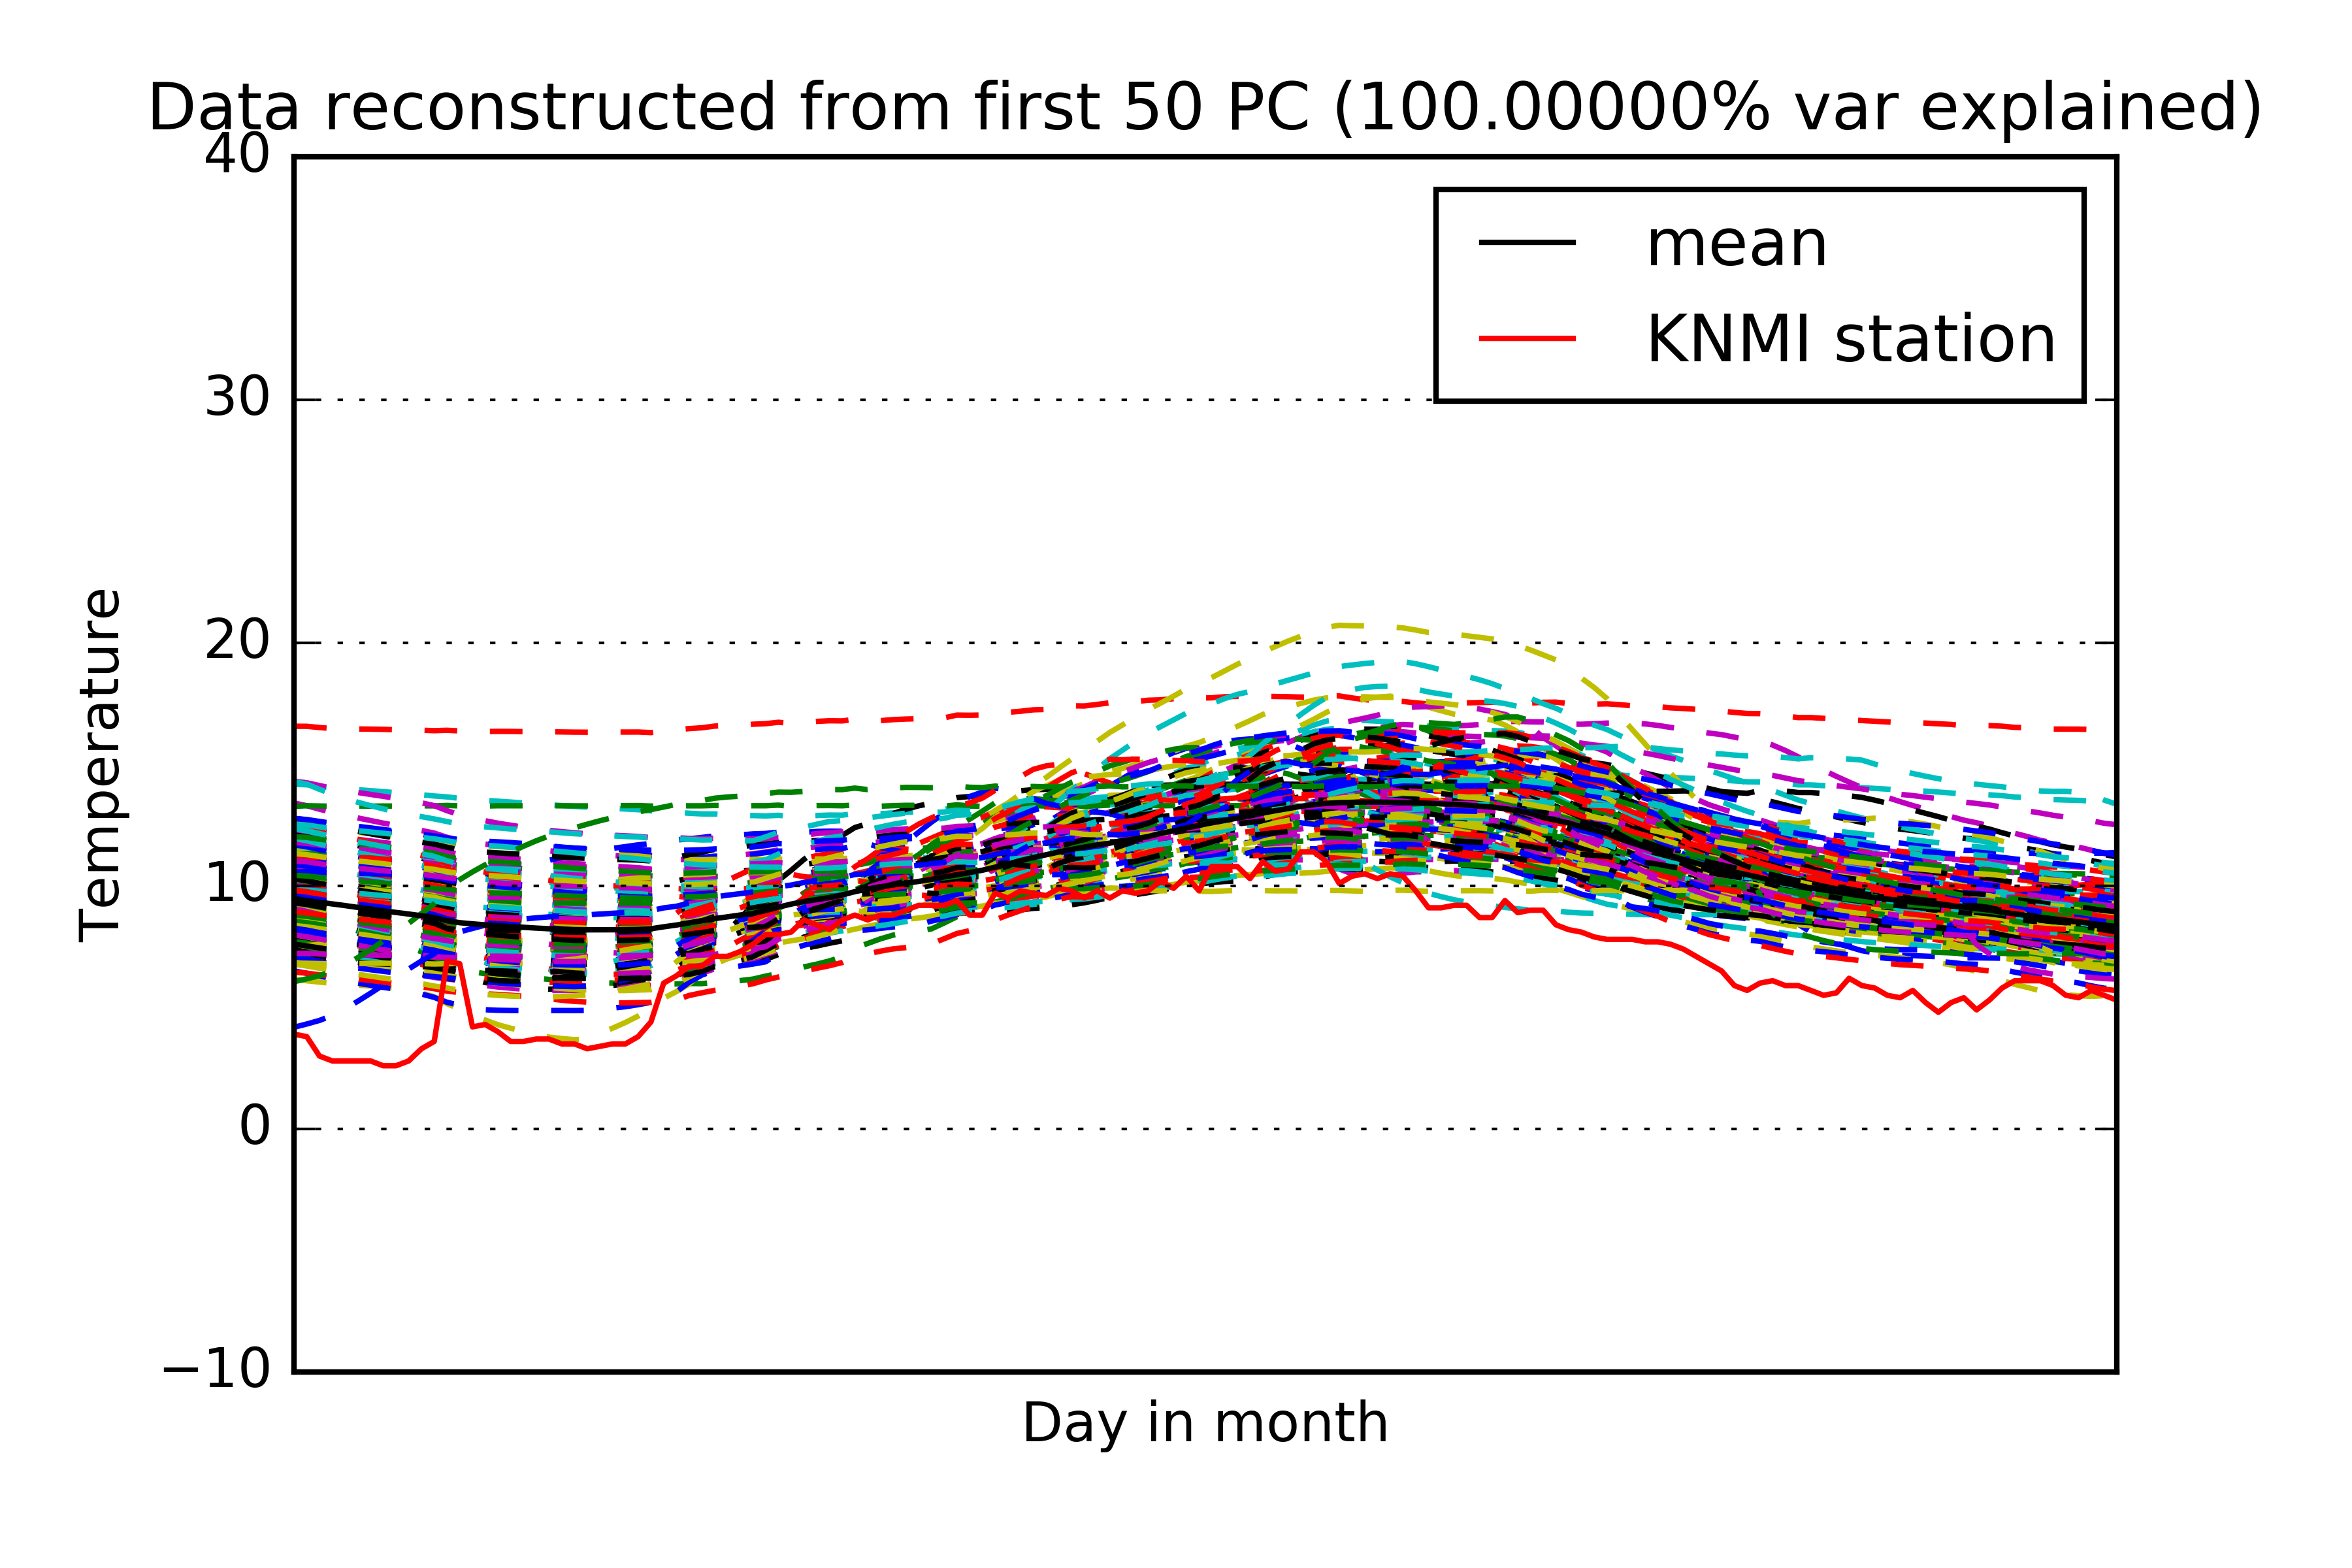 Data reconstructed from first 50 PC (100.00000% var explained)
40
30
20
10
0
−10
Temperature
mean
KNMI station
Day in month